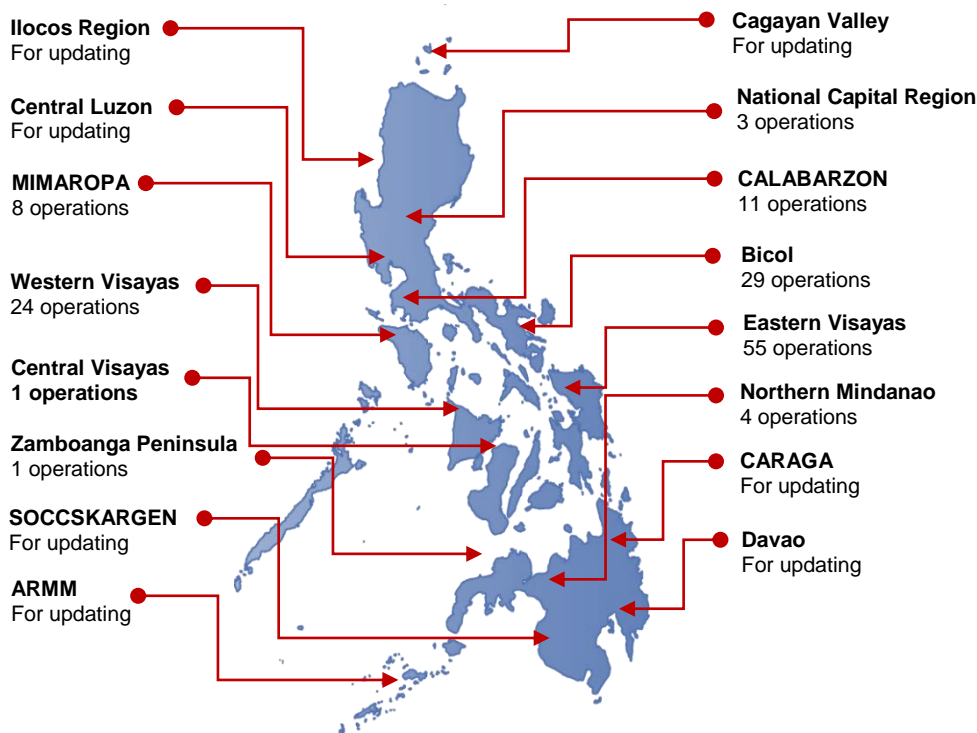 Ilocos Region
For updating
Central Luzon
For updating
MIMAROPA
8 operations
Western Visayas
24 operations
Central Visayas
1 operations
Zamboanga Peninsula
1 operations
SOCCSKARGEN
For updating
ARMM
For updating
Cagayan Valley
For updating
National Capital Region
3 operations
CALABARZON
11 operations
Bicol
29 operations
Eastern Visayas
55 operations
Northern Mindanao
4 operations
CARAGA
For updating
Davao
For updating